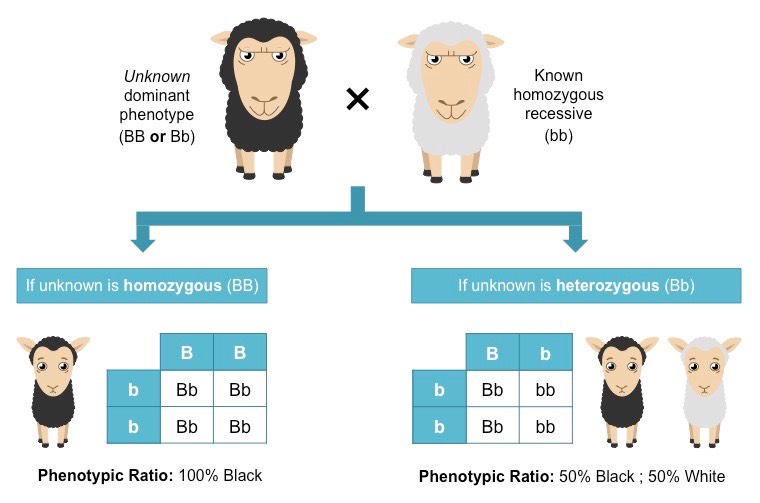 Unknown
dominant
phenotype
(BB or Bb)
×
Known
homozygous
recessive
(bb)
If unknown is homozygous (BB)
B B
b Bb Bb
b Bb Bb
Phenotypic Ratio: 100% Black
If unknown is heterozygous (Bb)
B b
b Bb bb
b Bb bb
Phenotypic Ratio: 50% Black ; 50% White